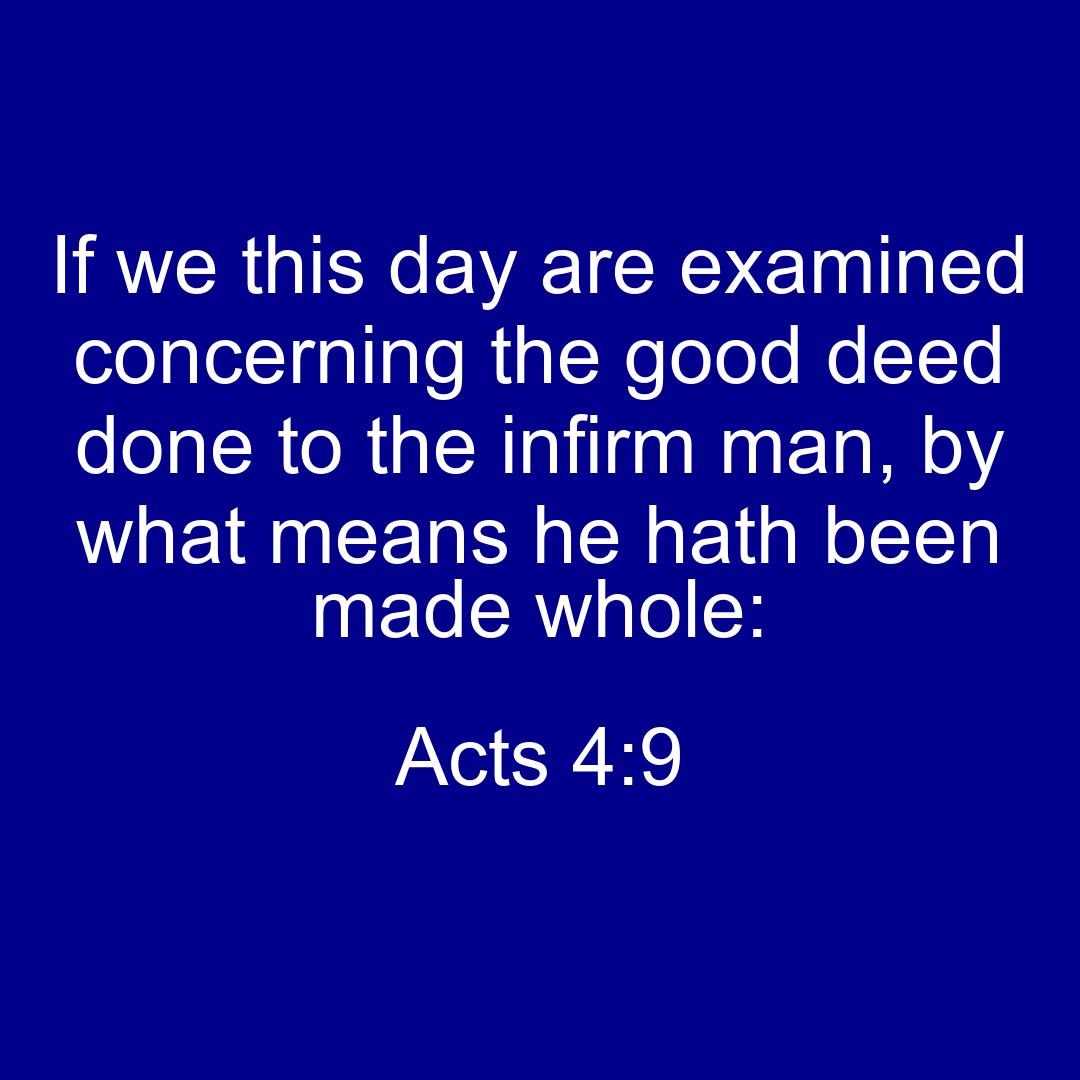 If we this day are examined
concerning the good deed
done to the infirm man, by
what means he hath been
made whole:
Acts 4:9